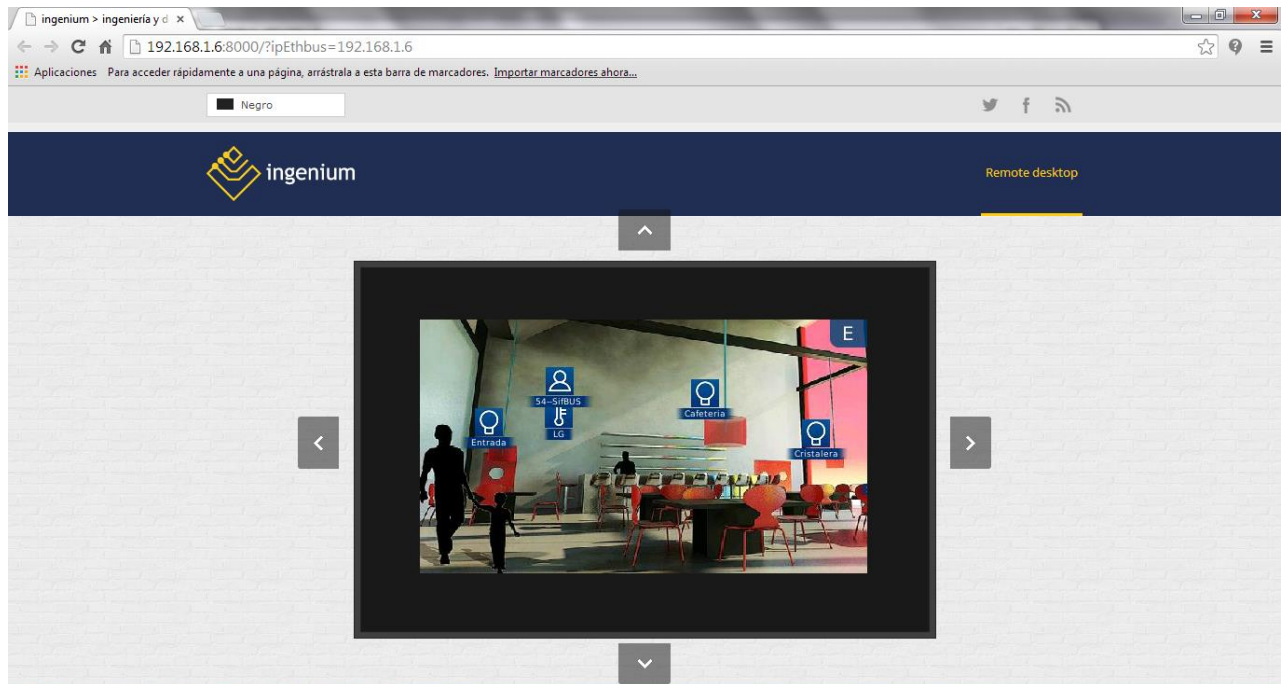 ingenium > ingeniería y d
192.168.1.6:8000/?ipEthbus=192.168.1.6
Aplicaciones Para acceder rápidamente a una página, arrástrala a esta barra de marcadores. Importar marcadores ahora...
Negro
ingenium
Remote desktop
E
54-SifBUS
Cafeteria
Entrada
LG
Cristalera